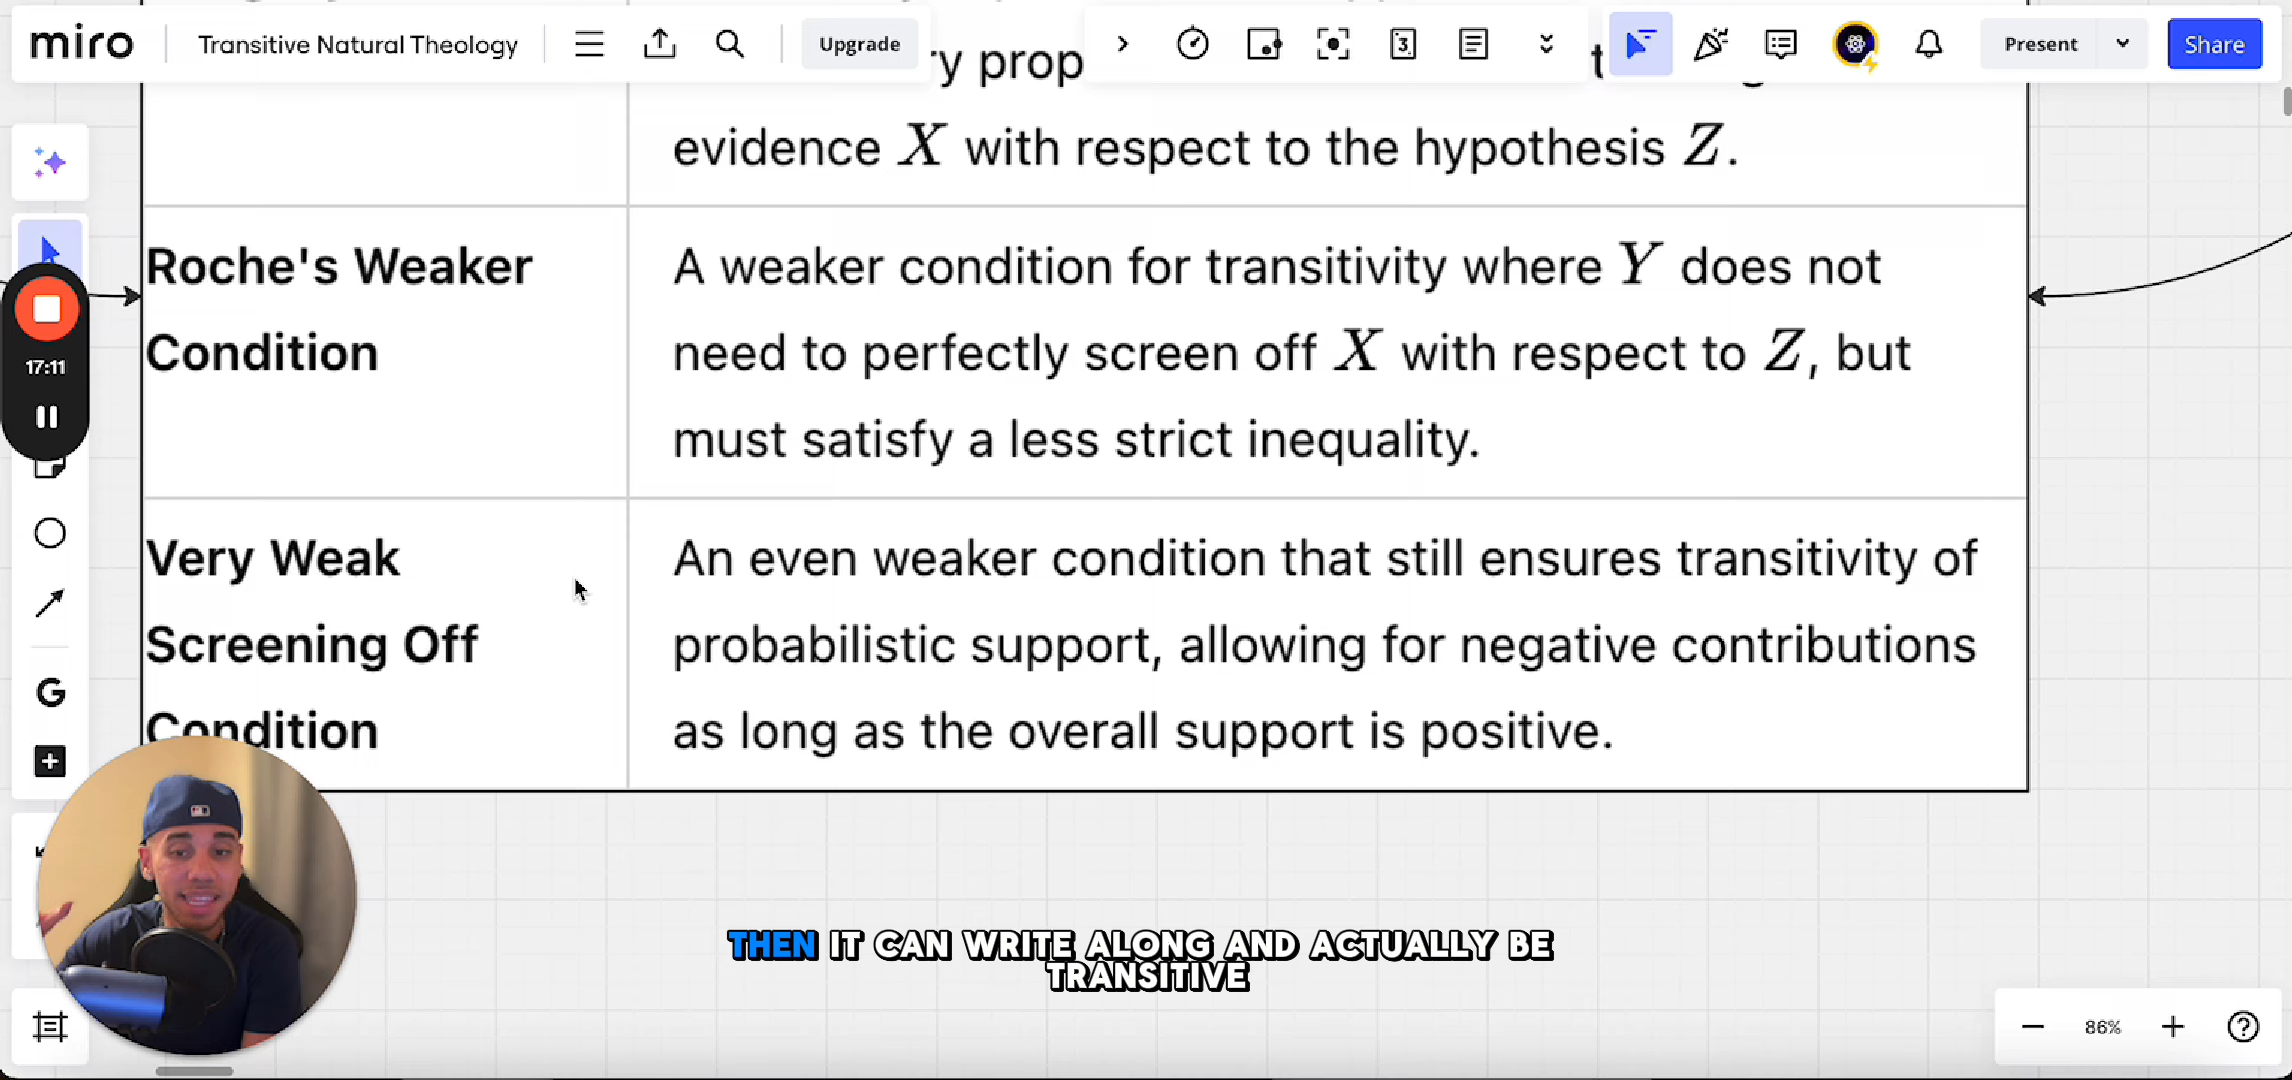 miro
Transitive Natural Theology
Upgrade
Present
Share
ry prop
evidence X with respect to the hypothesis Z.
Roche's Weaker
Condition
A weaker condition for transitivity where Y does not
need to perfectly screen off X with respect to Z, but
must satisfy a less strict inequality.
17:11
Very Weak
Screening Off
Condition
An even weaker condition that still ensures transitivity of
probabilistic support, allowing for negative contributions
as long as the overall support is positive.
THEN IT CAN WRITE ALONG AND ACTUALLY BE
TRANSITIVE
86%